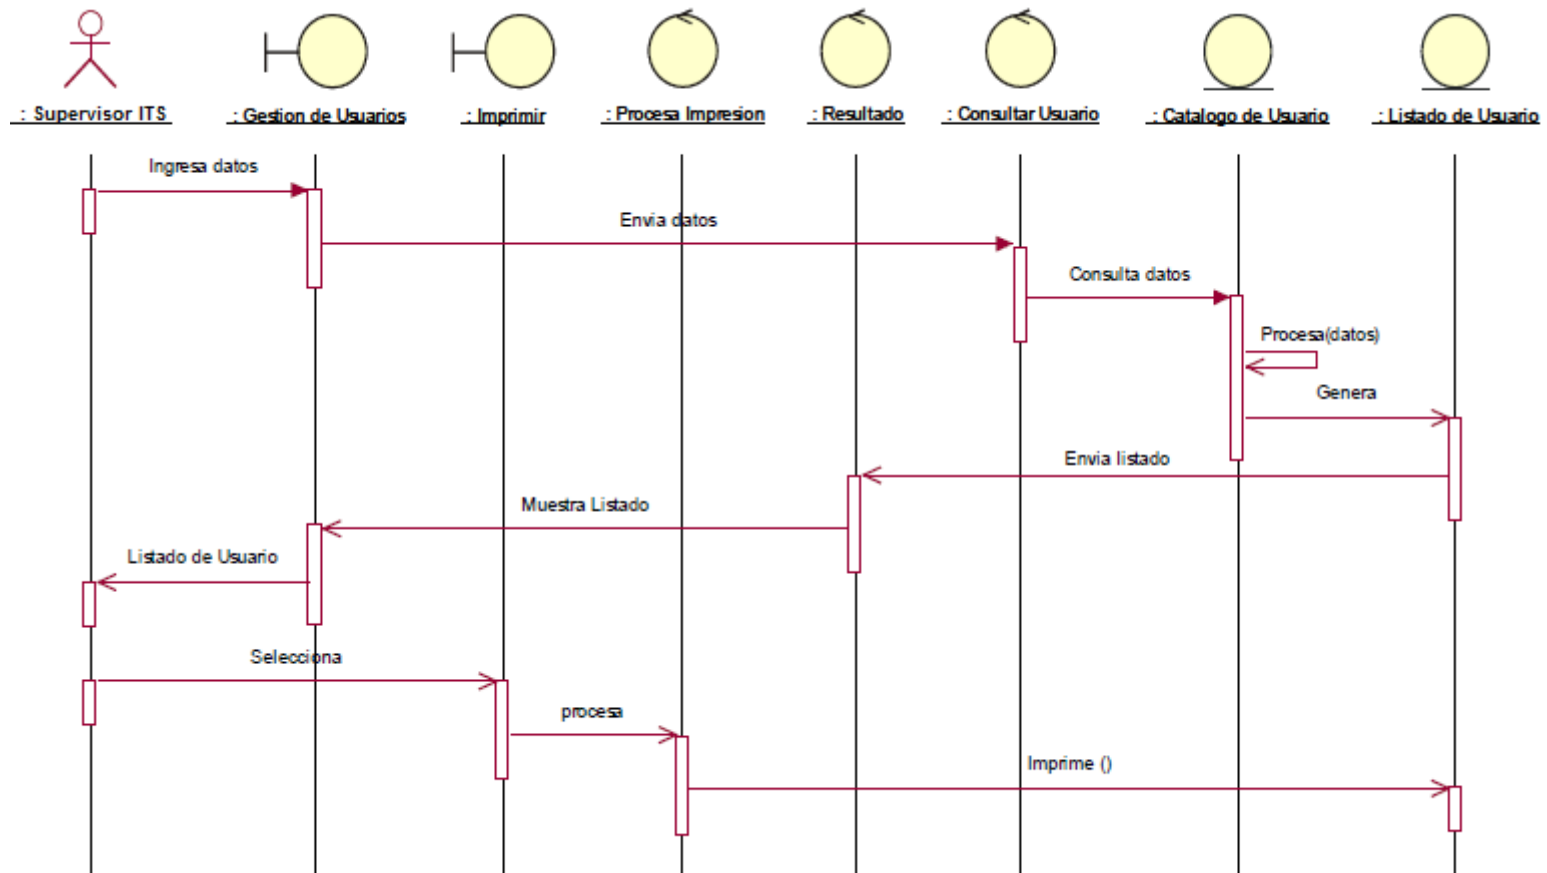 : Supervisor ITS
: Gestion de Usuarios
: Imprimir
: Procesa Impresion
: Resultado
: Consultar Usuario
: Catalogo de Usuario
: Listado de Usuario
Ingresa datos
Envia datos
Consulta datos
Procesa(datos)
Genera
Envia listado
Muestra Listado
Listado de Usuario
Selecciona
procesa
Imprime ()